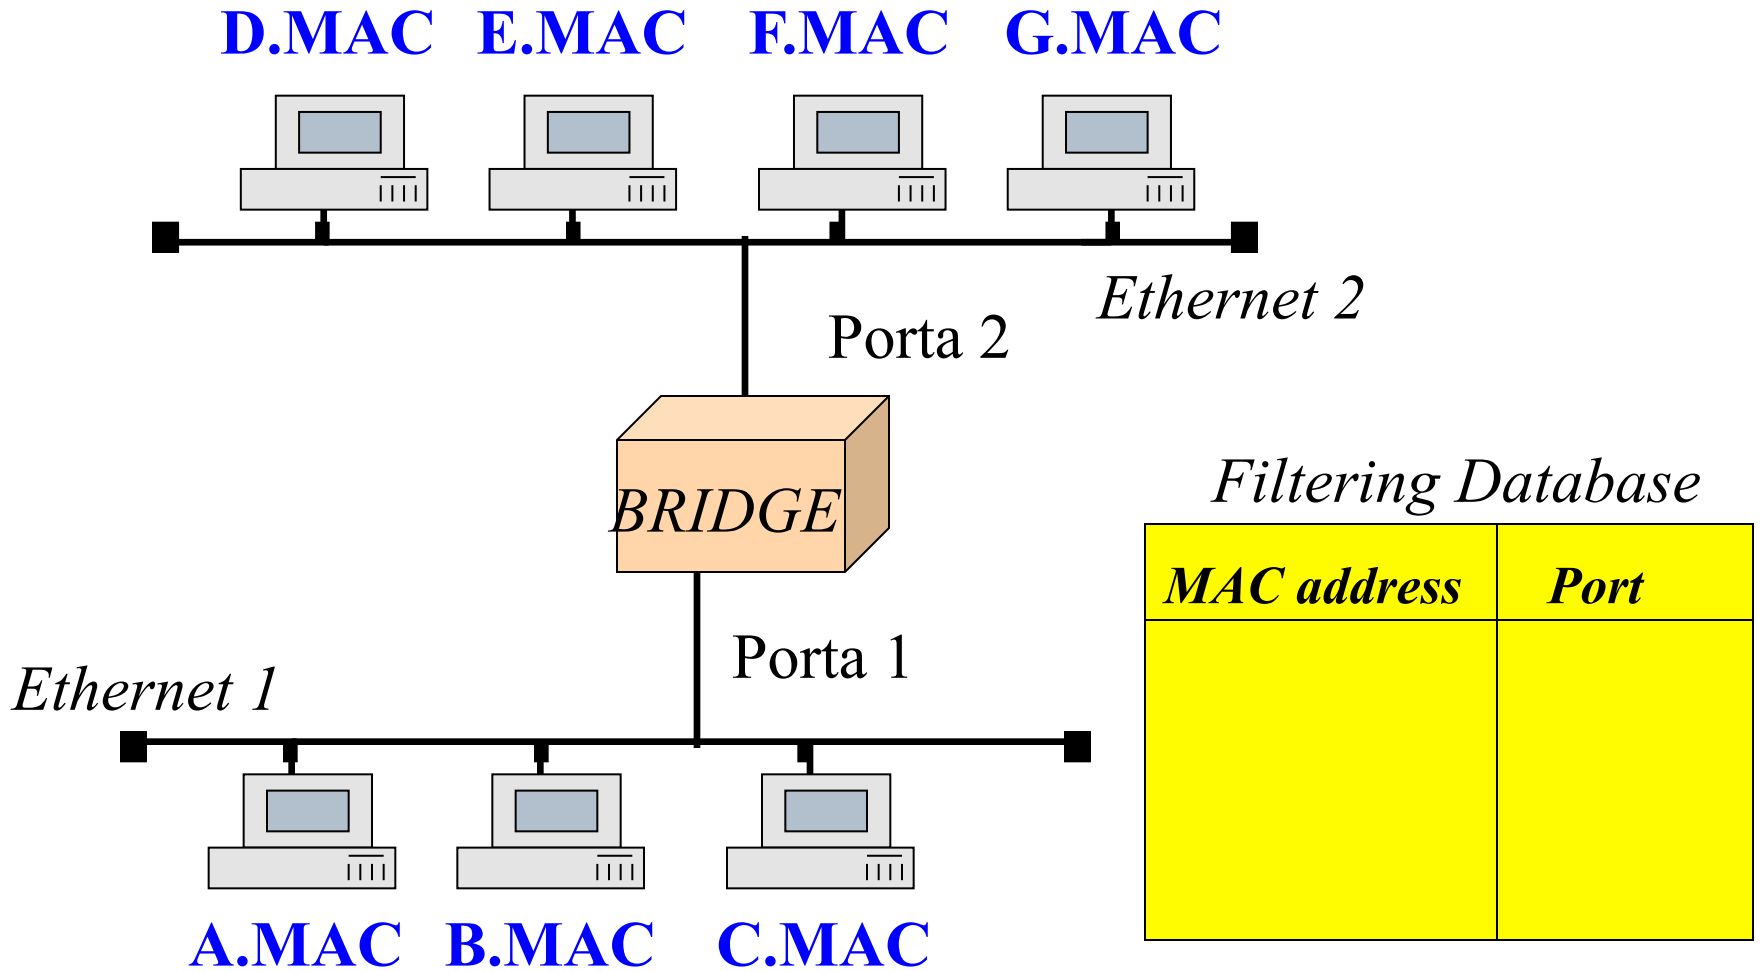 D.MAC E.MAC F.MAC G.MAC
Ethernet 2
Porta 2
BRIDGE
Filtering Database
MAC address Port
Porta 1
Ethernet 1
A.MAC B.MAC C.MAC